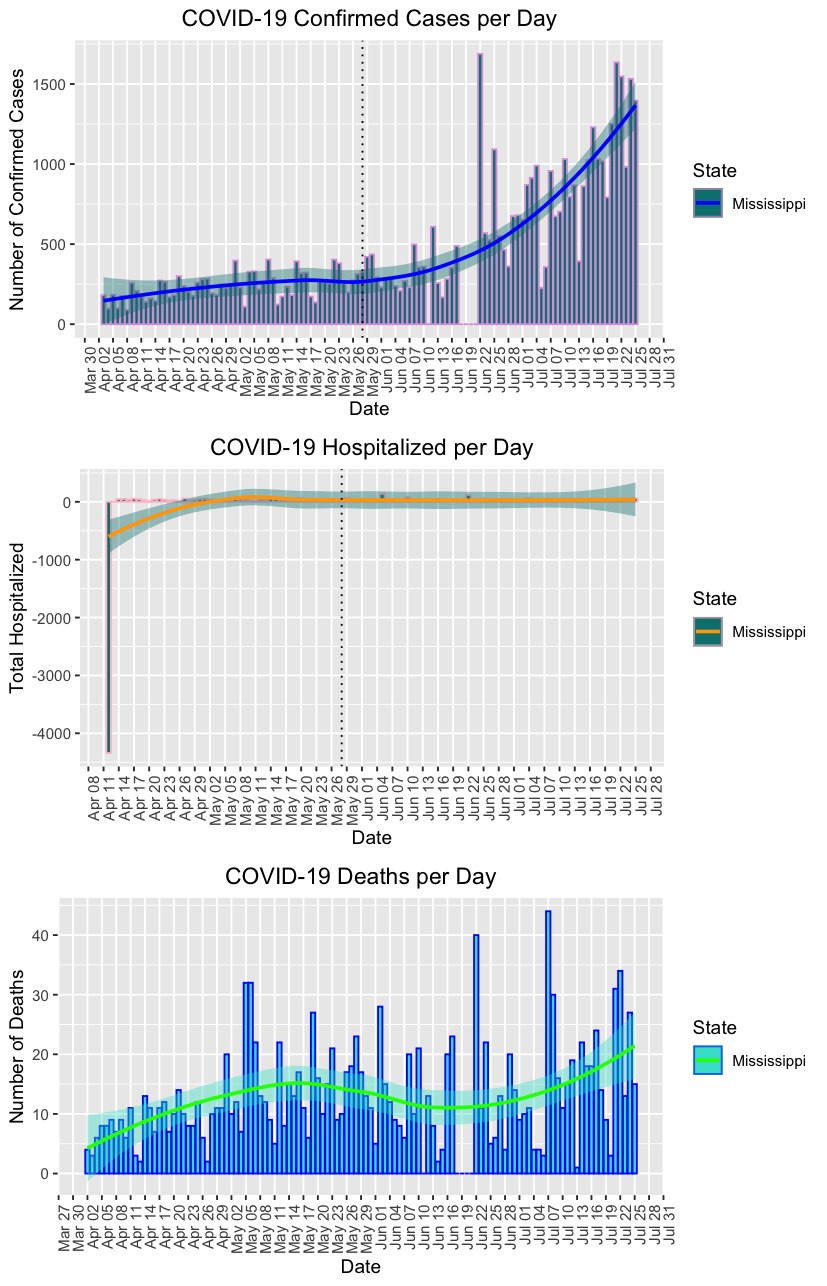 COVID-19 Confirmed Cases per Day
Number of Confirmed Cases
1500
1000
500
0
Mar 30
Apr 02
Apr 05
Apr 08
Apr 11
Apr 14
Apr 17
Apr 20
Apr 23
Apr 26
Apr 29
May 02
May 05
May 08
May 11
May 14
May 17
May 20
May 23
May 26
May 29
Jun 01
Jun 04
Jun 07
Jun 10
Jun 13
Jun 16
Jun 19
Jun 22
Jun 25
Jun 28
Jul 01
Jul 04
Jul 07
Jul 10
Jul 13
Jul 16
Jul 19
Jul 22
Jul 25
Jul 28
Jul 31
Date
State
Mississippi
COVID-19 Hospitalized per Day
Total Hospitalized
0
-1000
-2000
-3000
-4000
Apr 08
Apr 11
Apr 14
Apr 17
Apr 20
Apr 23
Apr 26
Apr 29
May 02
May 05
May 08
May 11
May 14
May 17
May 20
May 23
May 26
May 29
Jun 01
Jun 04
Jun 07
Jun 10
Jun 13
Jun 16
Jun 19
Jun 22
Jun 25
Jun 28
Jul 01
Jul 04
Jul 07
Jul 10
Jul 13
Jul 16
Jul 19
Jul 22
Jul 25
Jul 28
Date
State
Mississippi
COVID-19 Deaths per Day
Number of Deaths
40
30
20
10
0
Mar 27
Mar 30
Apr 02
Apr 05
Apr 08
Apr 11
Apr 14
Apr 17
Apr 20
Apr 23
Apr 26
Apr 29
May 02
May 05
May 08
May 11
May 14
May 17
May 20
May 23
May 26
May 29
Jun 01
Jun 04
Jun 07
Jun 10
Jun 13
Jun 16
Jun 19
Jun 22
Jun 25
Jun 28
Jul 01
Jul 04
Jul 07
Jul 10
Jul 13
Jul 16
Jul 19
Jul 22
Jul 25
Jul 28
Jul 31
Date
State
Mississippi